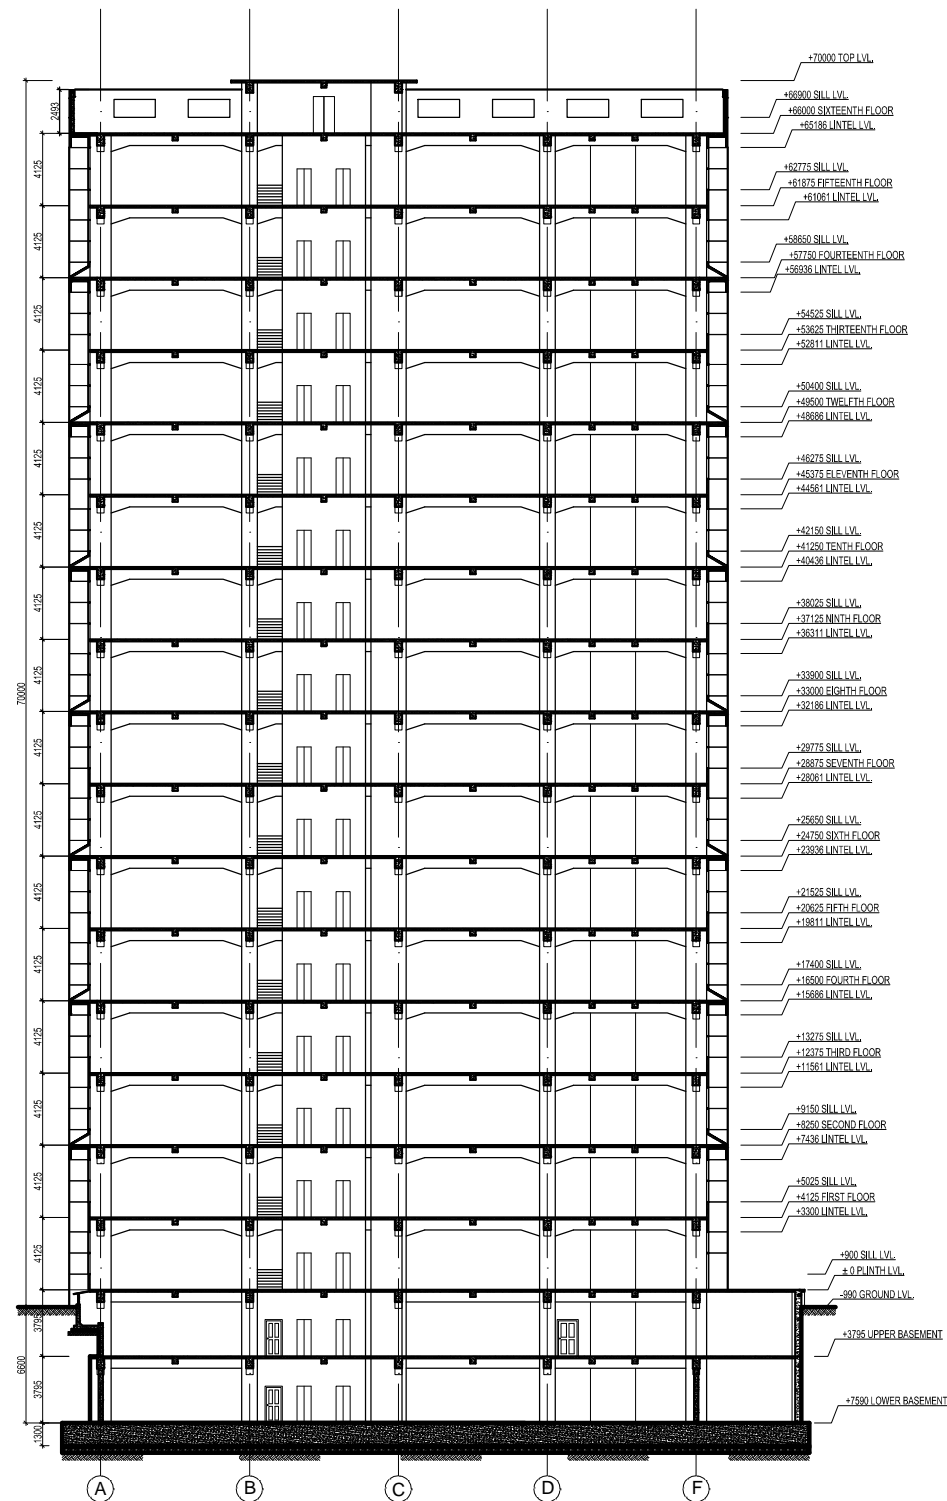 +70000 TOP LVL.
2493
+66900 SILL LVL.
+66000 SIXTEENTH FLOOR
+65186 LINTEL LVL.
4125
+62775 SILL LVL.
+61875 FIFTEENTH FLOOR
+61061 LINTEL LVL.
4125
+58650 SILL LVL.
+57750 FOURTEENTH FLOOR
+56936 LINTEL LVL.
4125
+54525 SILL LVL.
+53625 THIRTEENTH FLOOR
+52811 LINTEL LVL.
4125
+50400 SILL LVL.
+49500 TWELFTH FLOOR
+48686 LINTEL LVL.
4125
+46275 SILL LVL.
+45375 ELEVENTH FLOOR
+44561 LINTEL LVL.
4125
+42150 SILL LVL.
+41250 TENTH FLOOR
+40436 LINTEL LVL.
4125
+38025 SILL LVL.
+37125 NINTH FLOOR
+36311 LINTEL LVL.
4125
70000
+33900 SILL LVL.
+33000 EIGHTH FLOOR
+32186 LINTEL LVL.
4125
+29775 SILL LVL.
+28875 SEVENTH FLOOR
+28061 LINTEL LVL.
4125
+25650 SILL LVL.
+24750 SIXTH FLOOR
+23936 LINTEL LVL.
4125
+21525 SILL LVL.
+20625 FIFTH FLOOR
+19811 LINTEL LVL.
4125
+17400 SILL LVL.
+16500 FOURTH FLOOR
+15686 LINTEL LVL.
4125
+13275 SILL LVL.
+12375 THIRD FLOOR
+11561 LINTEL LVL.
4125
+9150 SILL LVL.
+8250 SECOND FLOOR
+7436 LINTEL LVL.
4125
+5025 SILL LVL.
+4125 FIRST FLOOR
+3300 LINTEL LVL.
4125
+900 SILL LVL.
± 0 PLINTH LVL.
-990 GROUND LVL.
3795
+3795 UPPER BASEMENT
6600
3795
+7590 LOWER BASEMENT
1300
A B C D F